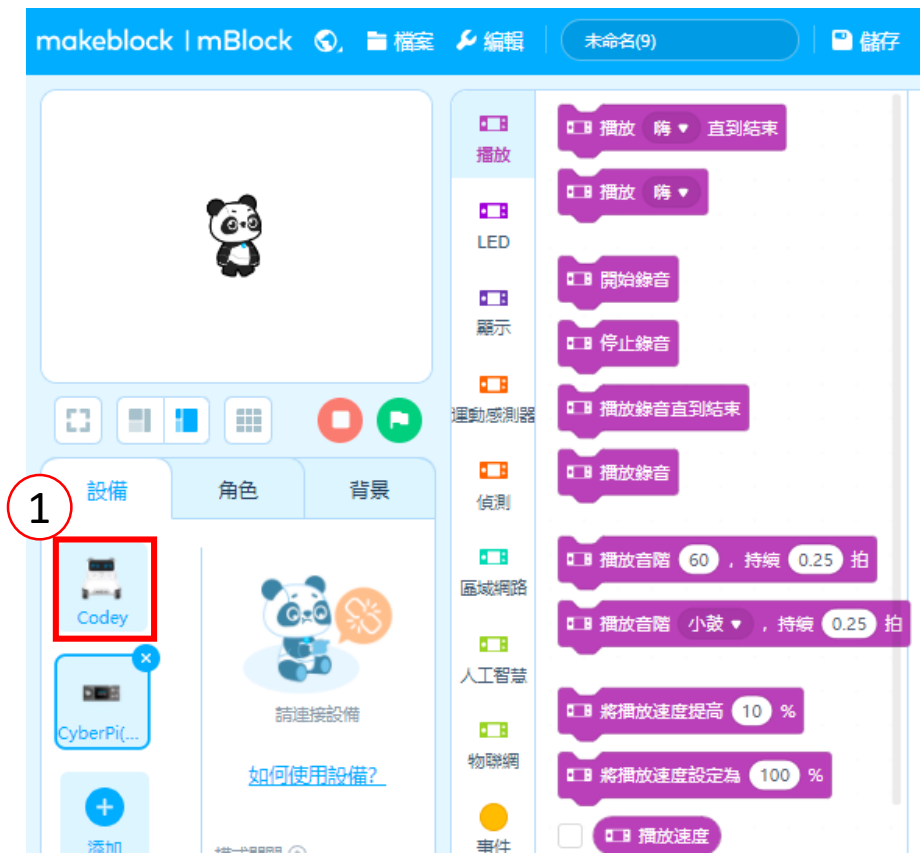 makeblock | mBlock 檔案 編輯 未命名(9) 儲存
播放
LED
顯示
運動感測器
偵測
區域網路
人工智慧
物聯網
事件
播放 嗨 ▼ 直到結束
播放 嗨 ▼
開始錄音
停止錄音
播放錄音直到結束
播放錄音
播放音階 60 , 持續 0.25 拍
播放音階 小鼓 ▼ , 持續 0.25 拍
將播放速度提高 10 %
將播放速度設定為 100 %
播放速度
設備 角色 背景
1
Codey
CyberPi(...
添加
請連接設備
如何使用設備?